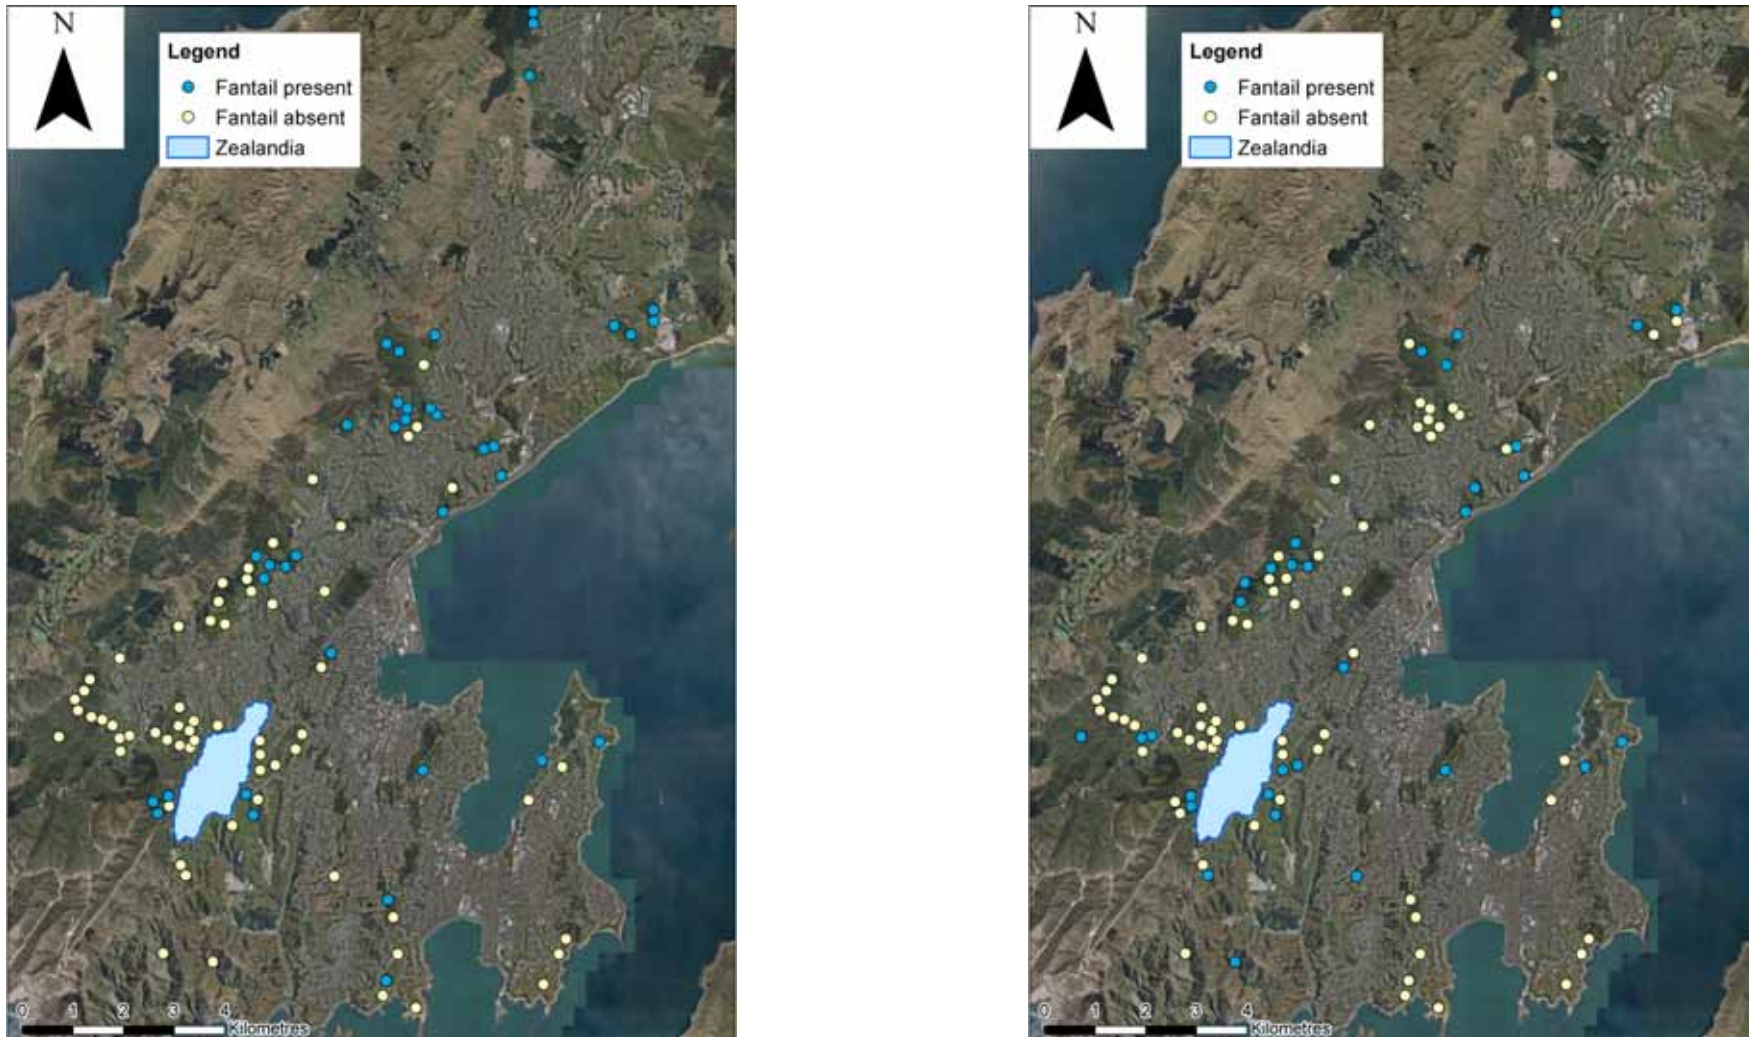 N
Legend
Fantail present
Fantail absent
Zealandia
0 1 2 3 4
Kilometres
N
Legend
Fantail present
Fantail absent
Zealandia
0 1 2 3 4
Kilometres